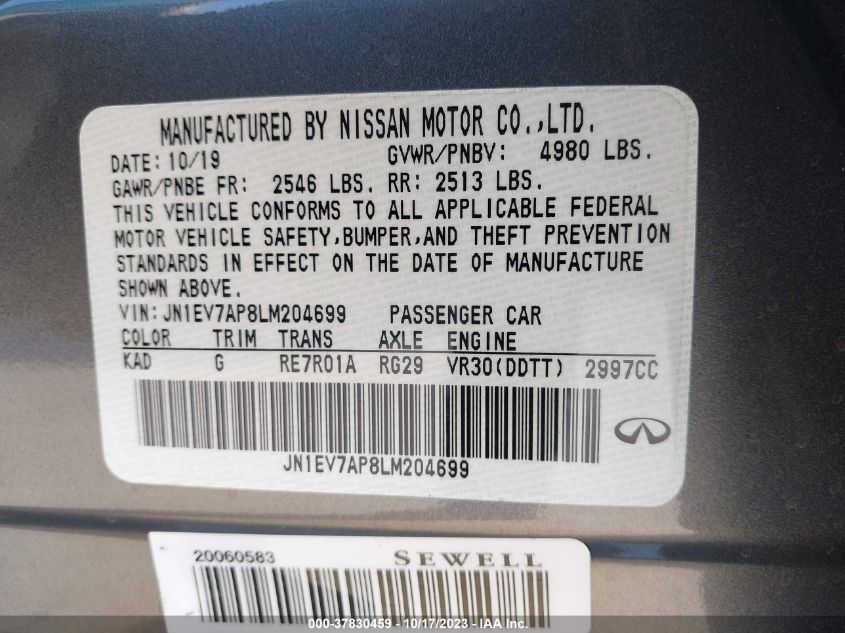 MANUFACTURED BY NISSAN MOTOR CO.,LTD.
DATE: 10/19 GVWR/PNBV: 4980 LBS.
GAWR/PNBE FR: 2546 LBS. RR: 2513 LBS.
THIS VEHICLE CONFORMS TO ALL APPLICABLE FEDERAL
MOTOR VEHICLE SAFETY,BUMPER,AND THEFT PREVENTION
STANDARDS IN EFFECT ON THE DATE OF MANUFACTURE
SHOWN ABOVE.
VIN:JN1EV7AP8LM204699 PASSENGER CAR
COLOR TRIM TRANS AXLE ENGINE
KAD G RE7R01A RG29 VR30(DDTT) 2997CC
JN1EV7AP8LM204699
20060583 SEWELL
000-37830459 - 10/17/2023 - IAA Inc.